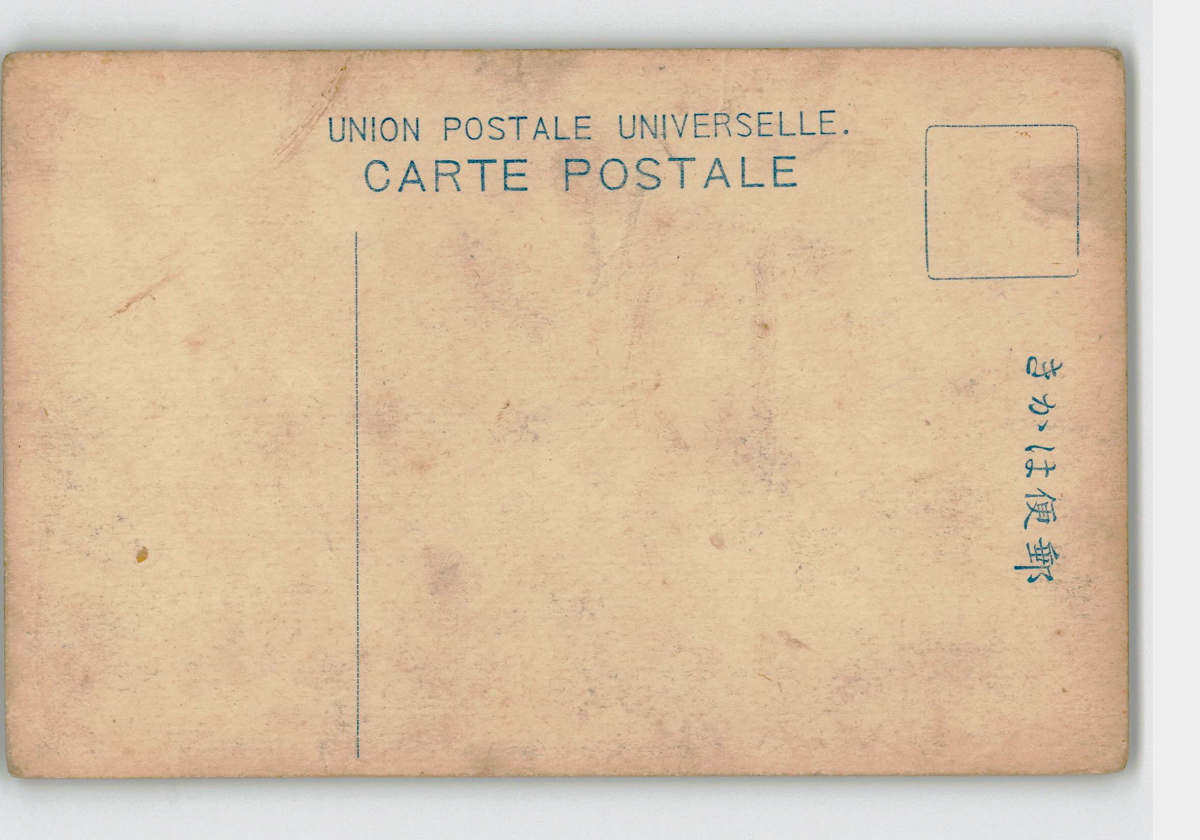 UNION POSTALE UNIVERSELLE.
CARTE POSTALE
きかは便郵